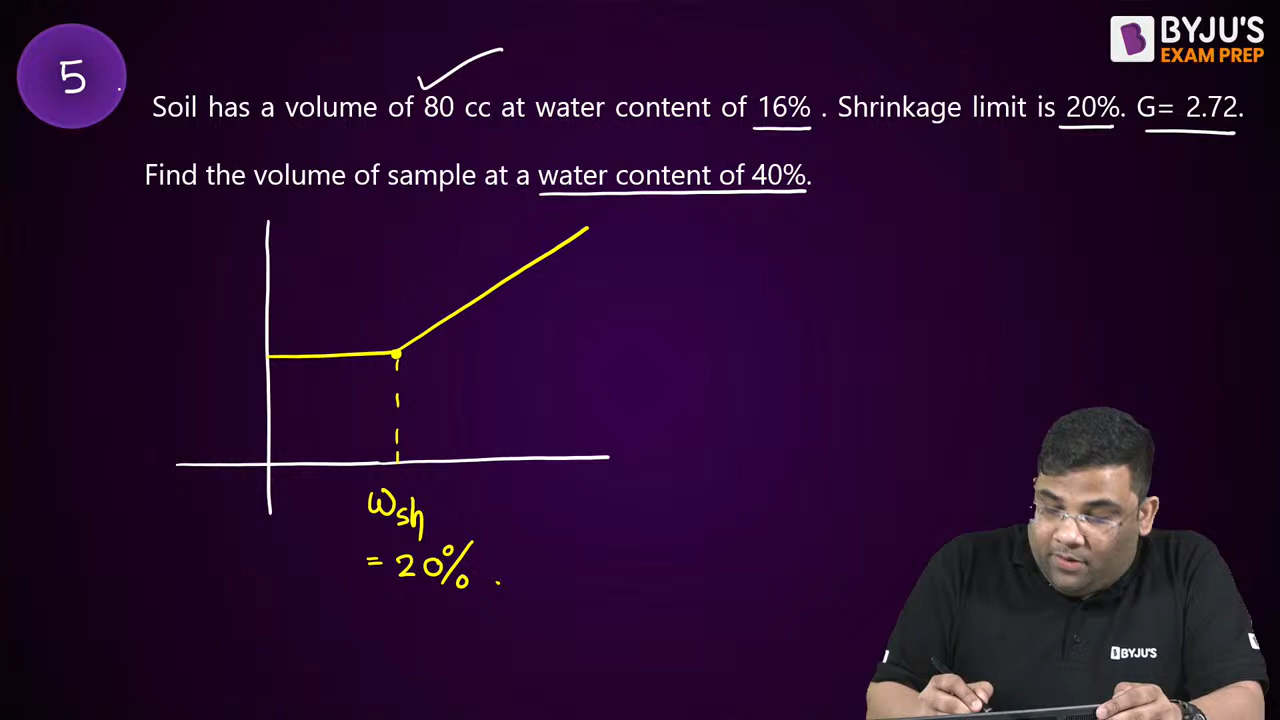 5
BYJU'S
EXAM PREP
Soil has a volume of 80 cc at water content of 16% . Shrinkage limit is 20%. G= 2.72.
Find the volume of sample at a water content of 40%.
ωsh
= 20%.
BYJU'S